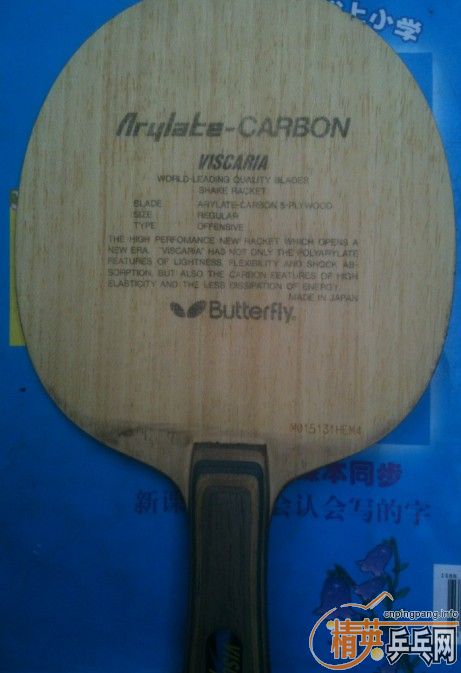 上小学
Arylate-CARBON
VISCARIA
WORLD-LEADING QUALITY BLADES
SHAKE RACKET
BLADE ARYLATE-CARBON 5-PLYWOOD
SIZE REGULAR
TYPE OFFENSIVE
THE HIGH PERFOMANCE NEW RACKET WHICH OPENS A
NEW ERA. "VISCARIA" HAS NOT ONLY THE POLYARYLATE
FEATURES OF LIGHTNESS, FLEXIBILITY AND SHOCK AB-
SORPTION, BUT ALSO THE CARBON FEATURES OF HIGH
ELASTICITY AND THE LESS DISSIPATION OF ENERGY.
MADE IN JAPAN
Butterfly
M015131HEM4
本同步
新课 会认会写的字
cnpingpang.info
精英乒乓网